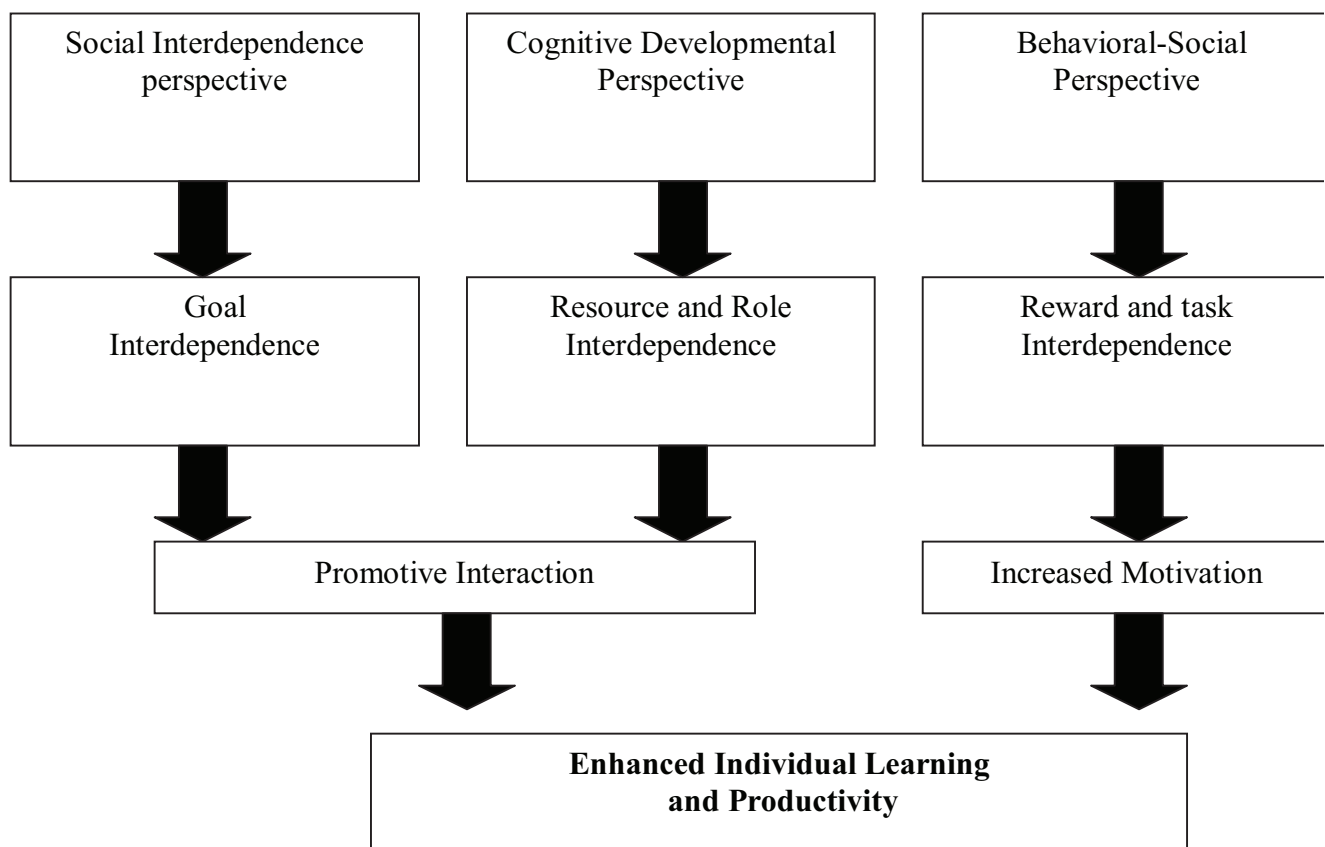 Social Interdependence
perspective
Cognitive Developmental
Perspective
Behavioral-Social
Perspective
Goal
Interdependence
Resource and Role
Interdependence
Reward and task
Interdependence
Promotive Interaction
Increased Motivation
Enhanced Individual Learning
and Productivity